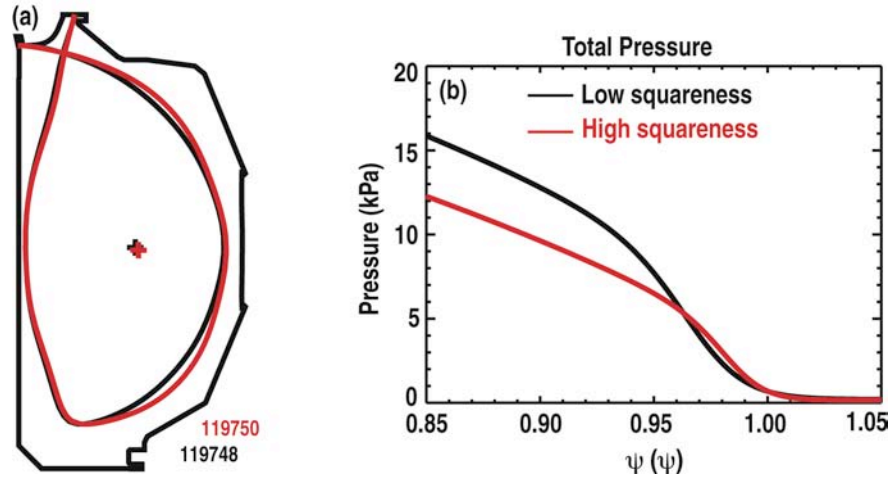 (a)
119750
119748
Total Pressure
(b)
Low squareness
High squareness
Pressure (kPa)
20
15
10
5
0
0.85 0.90 0.95 1.00 1.05
ψ (ψ)